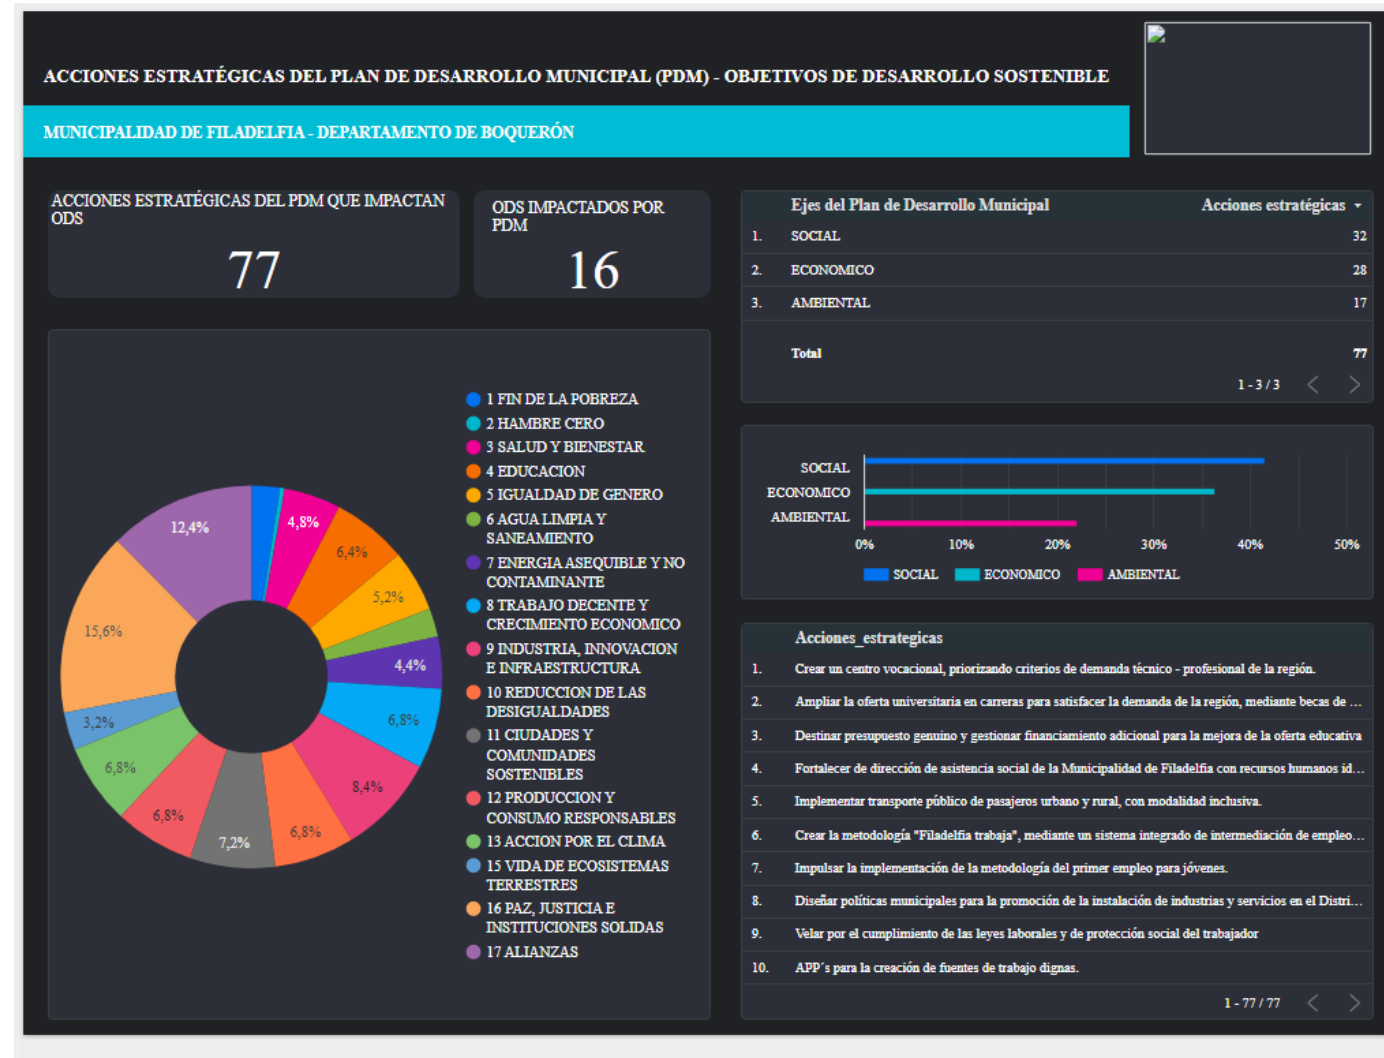 ACCIONES ESTRATÉGICAS DEL PLAN DE DESARROLLO MUNICIPAL (PDM) - OBJETIVOS DE DESARROLLO SOSTENIBLE
MUNICIPALIDAD DE FILADELFIA - DEPARTAMENTO DE BOQUERÓN
ACCIONES ESTRATÉGICAS DEL PDM QUE IMPACTAN
ODS
77
ODS IMPACTADOS POR
PDM
16
12,4%
4,8%
6,4%
5,2%
4,4%
6,8%
8,4%
6,8%
7,2%
6,8%
6,8%
3,2%
15,6%
1 FIN DE LA POBREZA
2 HAMBRE CERO
3 SALUD Y BIENESTAR
4 EDUCACION
5 IGUALDAD DE GENERO
6 AGUA LIMPIA Y
SANEAMIENTO
7 ENERGIA ASEQUIBLE Y NO
CONTAMINANTE
8 TRABAJO DECENTE Y
CRECIMIENTO ECONOMICO
9 INDUSTRIA, INNOVACION
E INFRAESTRUCTURA
10 REDUCCION DE LAS
DESIGUALDADES
11 CIUDADES Y
COMUNIDADES
SOSTENIBLES
12 PRODUCCION Y
CONSUMO RESPONSABLES
13 ACCION POR EL CLIMA
15 VIDA DE ECOSISTEMAS
TERRESTRES
16 PAZ, JUSTICIA E
INSTITUCIONES SOLIDAS
17 ALIANZAS
Ejes del Plan de Desarrollo Municipal Acciones estratégicas
1. SOCIAL 32
2. ECONOMICO 28
3. AMBIENTAL 17
Total 77
1 - 3 / 3
SOCIAL
ECONOMICO
AMBIENTAL
0% 10% 20% 30% 40% 50%
SOCIAL ECONOMICO AMBIENTAL
Acciones_estrategicas
1. Crear un centro vocacional, priorizando criterios de demanda técnico - profesional de la región.
2. Ampliar la oferta universitaria en carreras para satisfacer la demanda de la región, mediante becas de ...
3. Destinar presupuesto genuino y gestionar financiamiento adicional para la mejora de la oferta educativa
4. Fortalecer de dirección de asistencia social de la Municipalidad de Filadelfia con recursos humanos id...
5. Implementar transporte público de pasajeros urbano y rural, con modalidad inclusiva.
6. Crear la metodología "Filadelfia trabaja", mediante un sistema integrado de intermediación de empleo...
7. Impulsar la implementación de la metodología del primer empleo para jóvenes.
8. Diseñar políticas municipales para la promoción de la instalación de industrias y servicios en el Distri...
9. Velar por el cumplimiento de las leyes laborales y de protección social del trabajador
10. APP´s para la creación de fuentes de trabajo dignas.
1 - 77 / 77